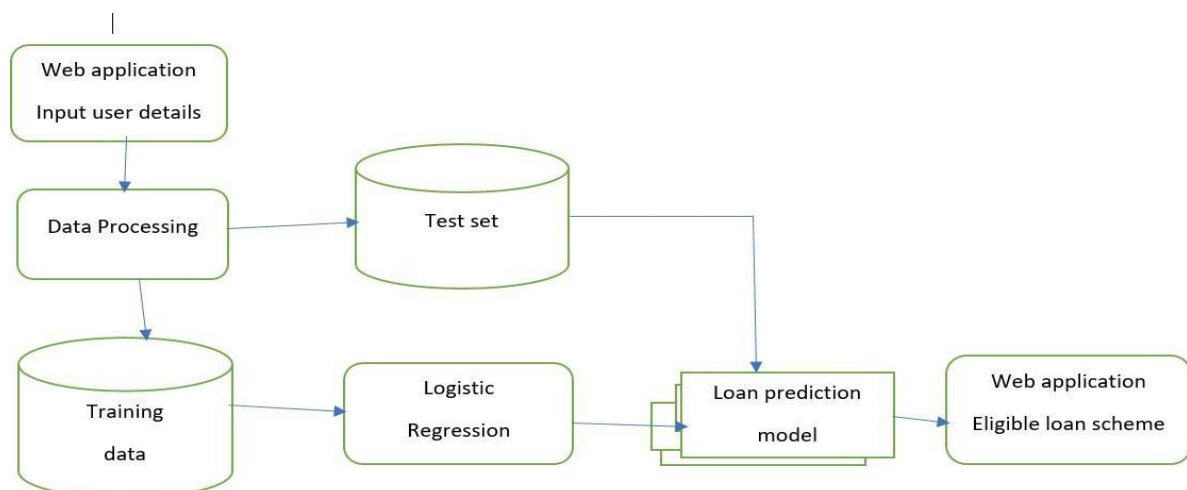 Web application
Input user details
Data Processing
Test set
Training
data
Logistic
Regression
Loan prediction
model
Web application
Eligible loan scheme